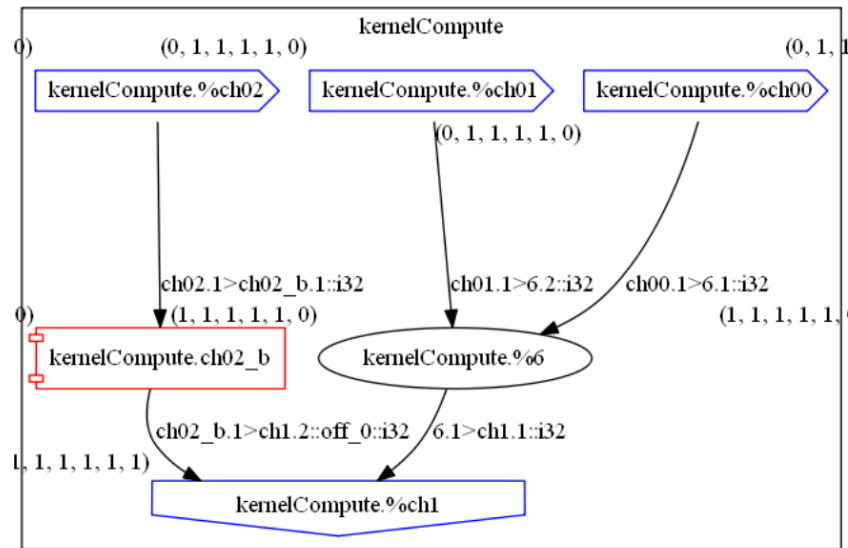 kernelCompute
0) (0, 1, 1, 1, 1, 0) (0, 1, 1
kernelCompute.%ch02 kernelCompute.%ch01 kernelCompute.%ch00
(0, 1, 1, 1, 1, 0)
ch02.1>ch02_b.1::i32 ch01.1>6.2::i32 ch00.1>6.1::i32
0) (1, 1, 1, 1, 1, 0) (1, 1, 1, 1, 1,
kernelCompute.ch02_b kernelCompute.%6
ch02_b.1>ch1.2::off_0::i32 6.1>ch1.1::i32
1, 1, 1, 1, 1, 1)
kernelCompute.%ch1